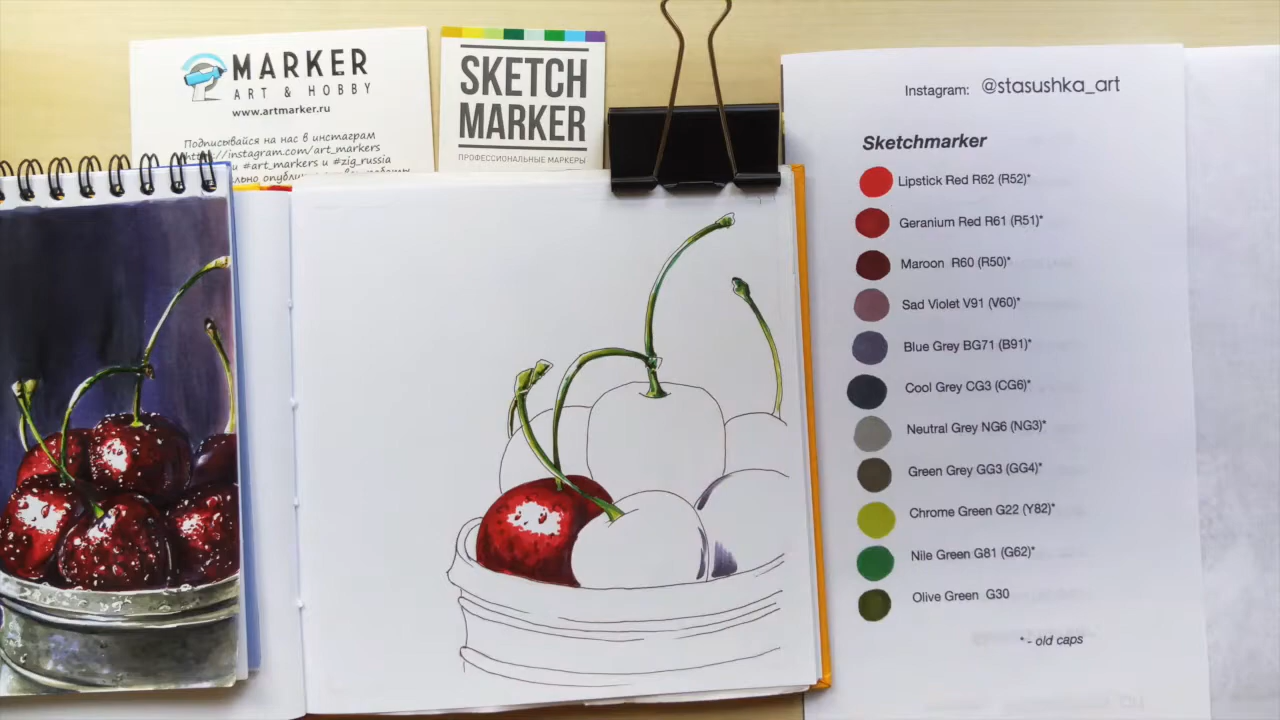 MARKER
ART & HOBBY
www.artmarker.ru
Подписывайся на нас в инстаграм
https://instagram.com/art_markers
и #art_markers и #zig_russia
SKETCH
MARKER
ПРОФЕССИОНАЛЬНЫЕ МАРКЕРЫ
Instagram: @stasushka_art
Sketchmarker
Lipstick Red R62 (R52)*
Geranium Red R61 (R51)*
Maroon R60 (R50)*
Sad Violet V91 (V60)*
Blue Grey BG71 (B91)*
Cool Grey CG3 (CG6)*
Neutral Grey NG6 (NG3)*
Green Grey GG3 (GG4)*
Chrome Green G22 (Y82)*
Nile Green G81 (G62)*
Olive Green G30
* - old caps